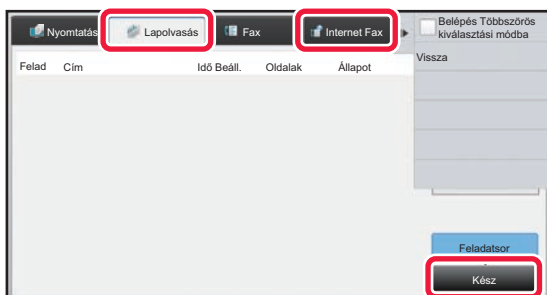 Nyomtatás
Lapolvasás
Fax
Internet Fax
Belépés Többszörös
kiválasztási módba
Vissza
Felad Cím Idő Beáll. Oldalak Állapot
Feladatsor
Kész